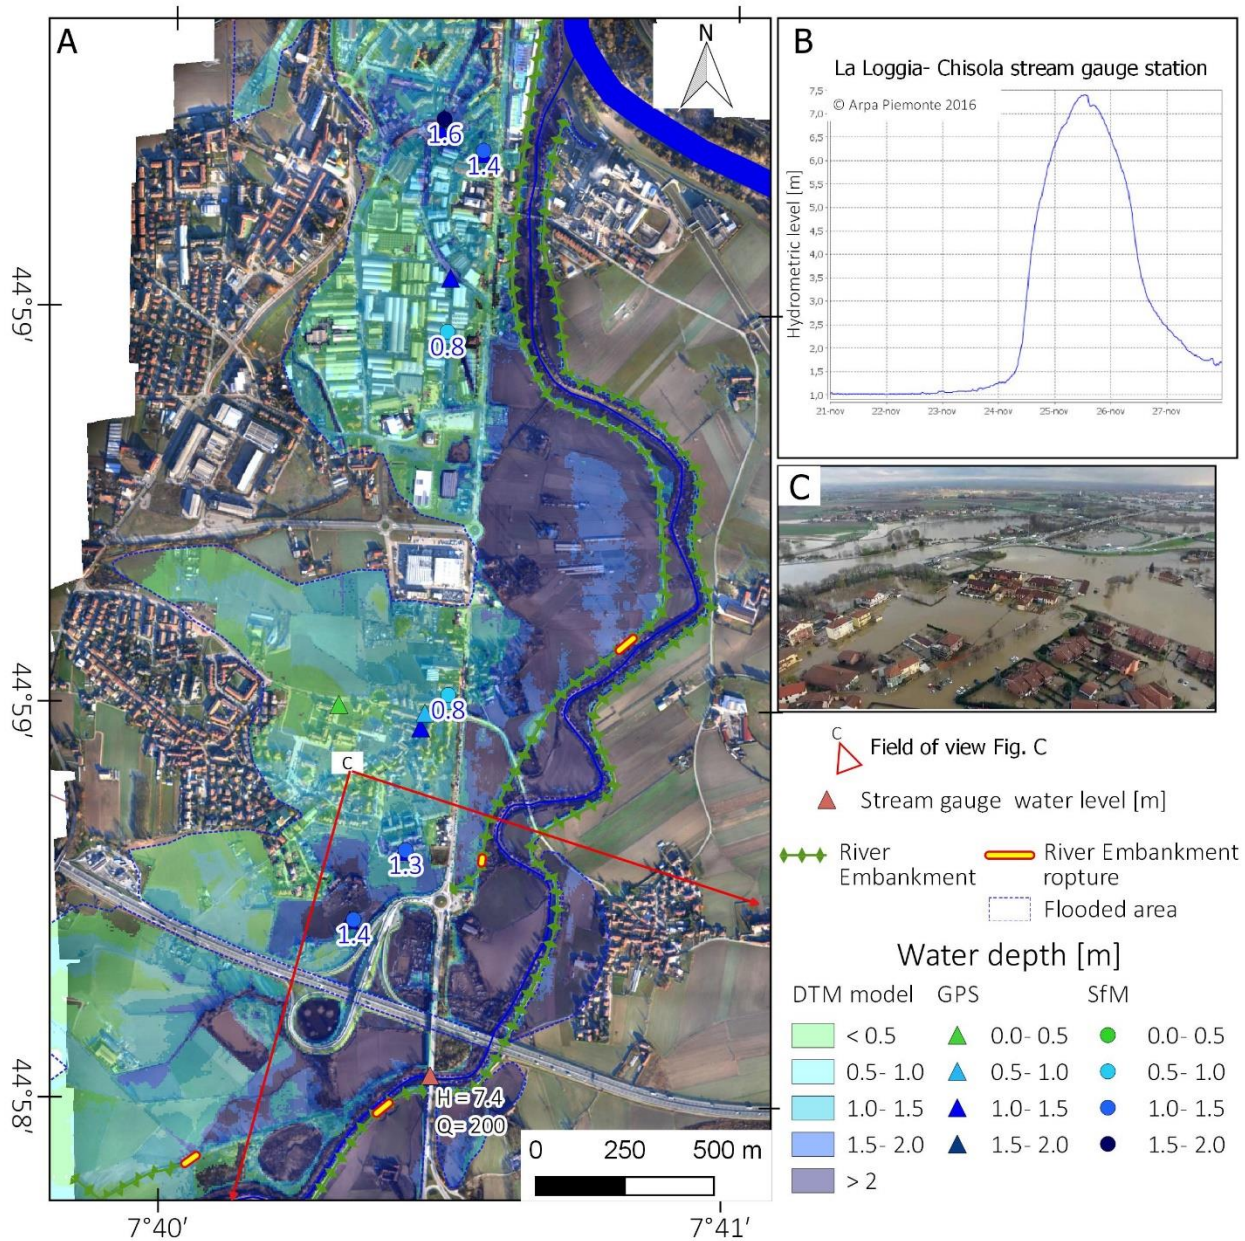 A
N
1.6
1.4
0.8
0.8
C
1.3
1.4
H = 7.4
Q= 200
0 250 500 m
44°59'
44°59'
44°58'
7°40'
7°41'
B
La Loggia- Chisola stream gauge station
© Arpa Piemonte 2016
Hydrometric level [m]
7,5
7,0
6,5
6,0
5,5
5,0
4,5
4,0
3,5
3,0
2,5
2,0
1,5
1,0
21-nov 22-nov 23-nov 24-nov 25-nov 26-nov 27-nov
C
C
Field of view Fig. C
Stream gauge water level [m]
River
Embankment
River Embankment
ropture
Flooded area
Water depth [m]
DTM model GPS SfM
< 0.5 0.0- 0.5 0.0- 0.5
0.5- 1.0 0.5- 1.0 0.5- 1.0
1.0- 1.5 1.0- 1.5 1.0- 1.5
1.5- 2.0 1.5- 2.0 1.5- 2.0
> 2